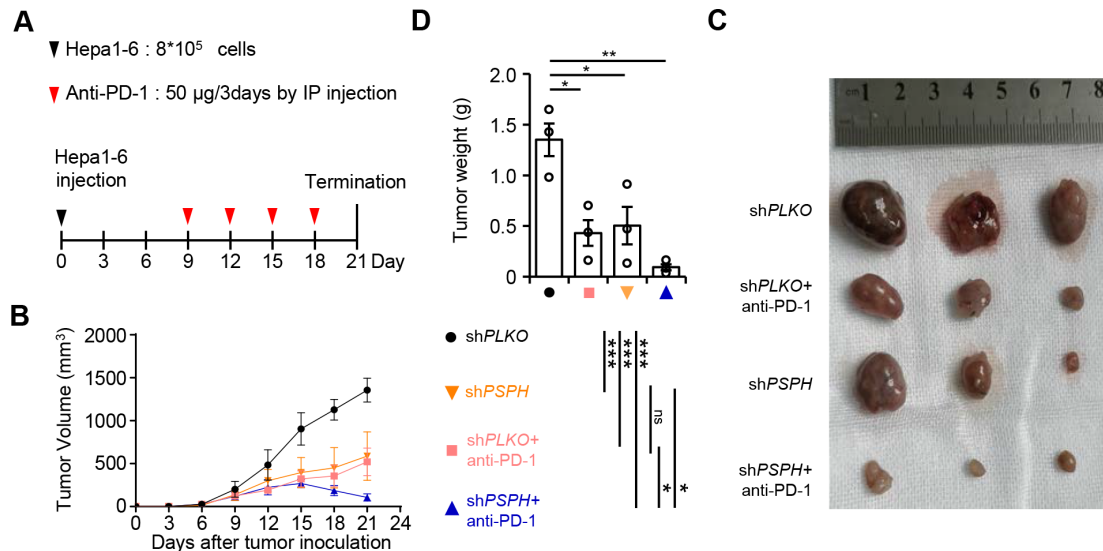 A
Hepa1-6 : 8*10⁵ cells
Anti-PD-1 : 50 µg/3days by IP injection
Hepa1-6
injection
Termination
0 3 6 9 12 15 18 21 Day
B
Tumor Volume (mm³)
2000
1500
1000
500
0
0 3 6 9 12 15 18 21 24
Days after tumor inoculation
shPLKO
shPSPH
shPLKO+
anti-PD-1
shPSPH+
anti-PD-1
***
***
***
ns
*
*
D
**
*
*
Tumor weight (g)
2.0
1.5
1.0
0.5
0
C
cm 1 2 3 4 5 6 7 8
shPLKO
shPLKO+
anti-PD-1
shPSPH
shPSPH+
anti-PD-1